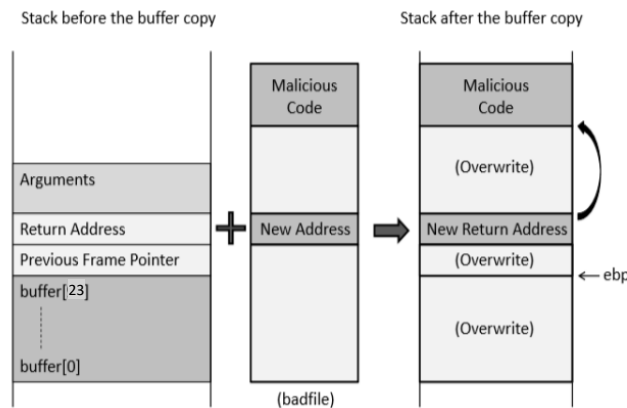 Stack before the buffer copy
Stack after the buffer copy
Malicious
Code
Malicious
Code
Arguments
(Overwrite)
Return Address
New Address
New Return Address
Previous Frame Pointer
(Overwrite)
ebp
buffer[23]
(Overwrite)
buffer[0]
(badfile)